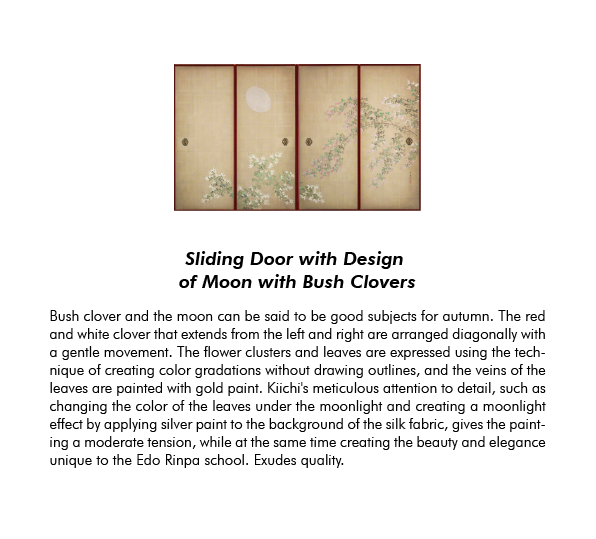 Sliding Door with Design
of Moon with Bush Clovers
Bush clover and the moon can be said to be good subjects for autumn. The red
and white clover that extends from the left and right are arranged diagonally with
a gentle movement. The flower clusters and leaves are expressed using the tech-
nique of creating color gradations without drawing outlines, and the veins of the
leaves are painted with gold paint. Kiichi's meticulous attention to detail, such as
changing the color of the leaves under the moonlight and creating a moonlight
effect by applying silver paint to the background of the silk fabric, gives the paint-
ing a moderate tension, while at the same time creating the beauty and elegance
unique to the Edo Rinpa school. Exudes quality.